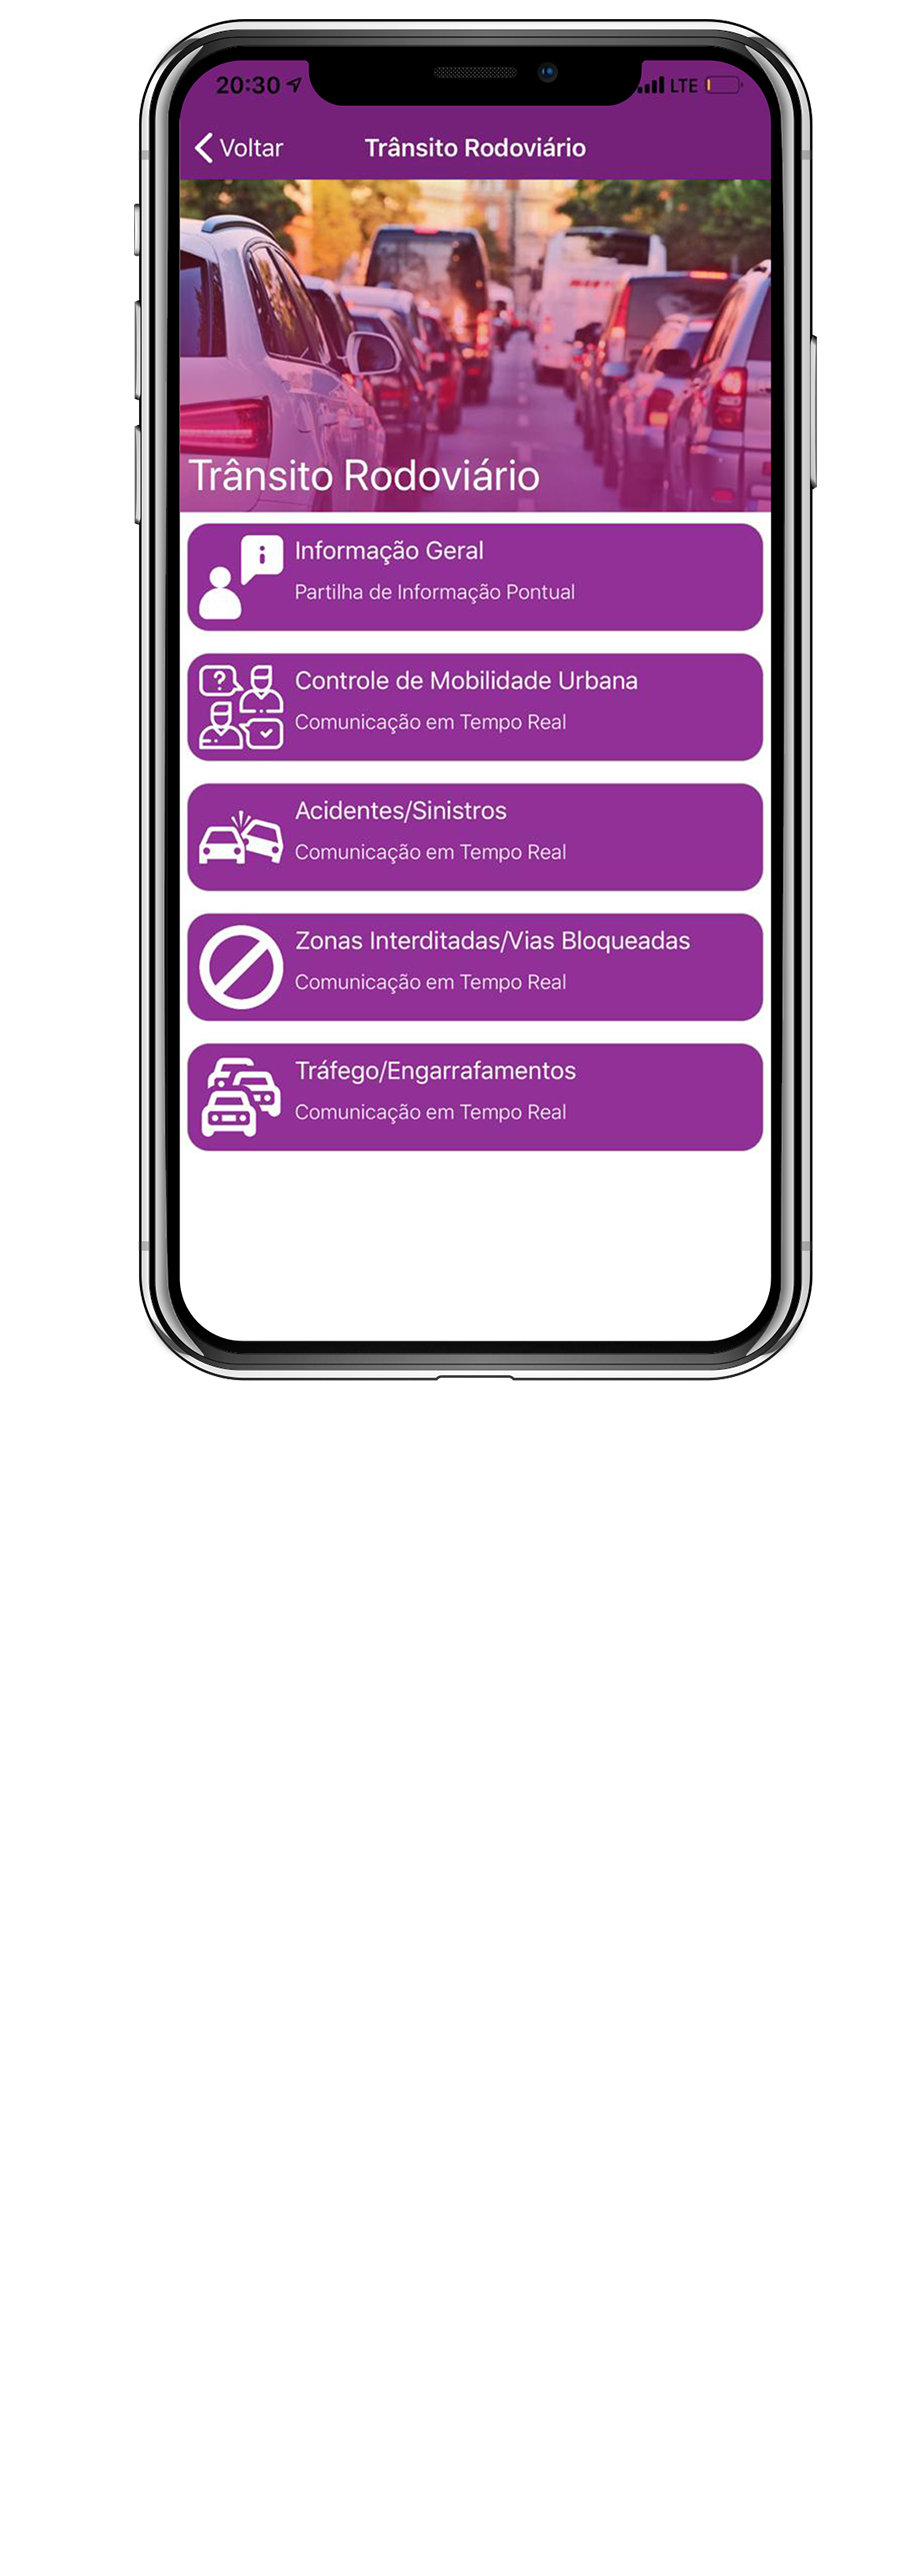 20:30 LTE
Voltar Trânsito Rodoviário
Trânsito Rodoviário
Informação Geral
Partilha de Informação Pontual
Controle de Mobilidade Urbana
Comunicação em Tempo Real
Acidentes/Sinistros
Comunicação em Tempo Real
Zonas Interditadas/Vias Bloqueadas
Comunicação em Tempo Real
Tráfego/Engarrafamentos
Comunicação em Tempo Real